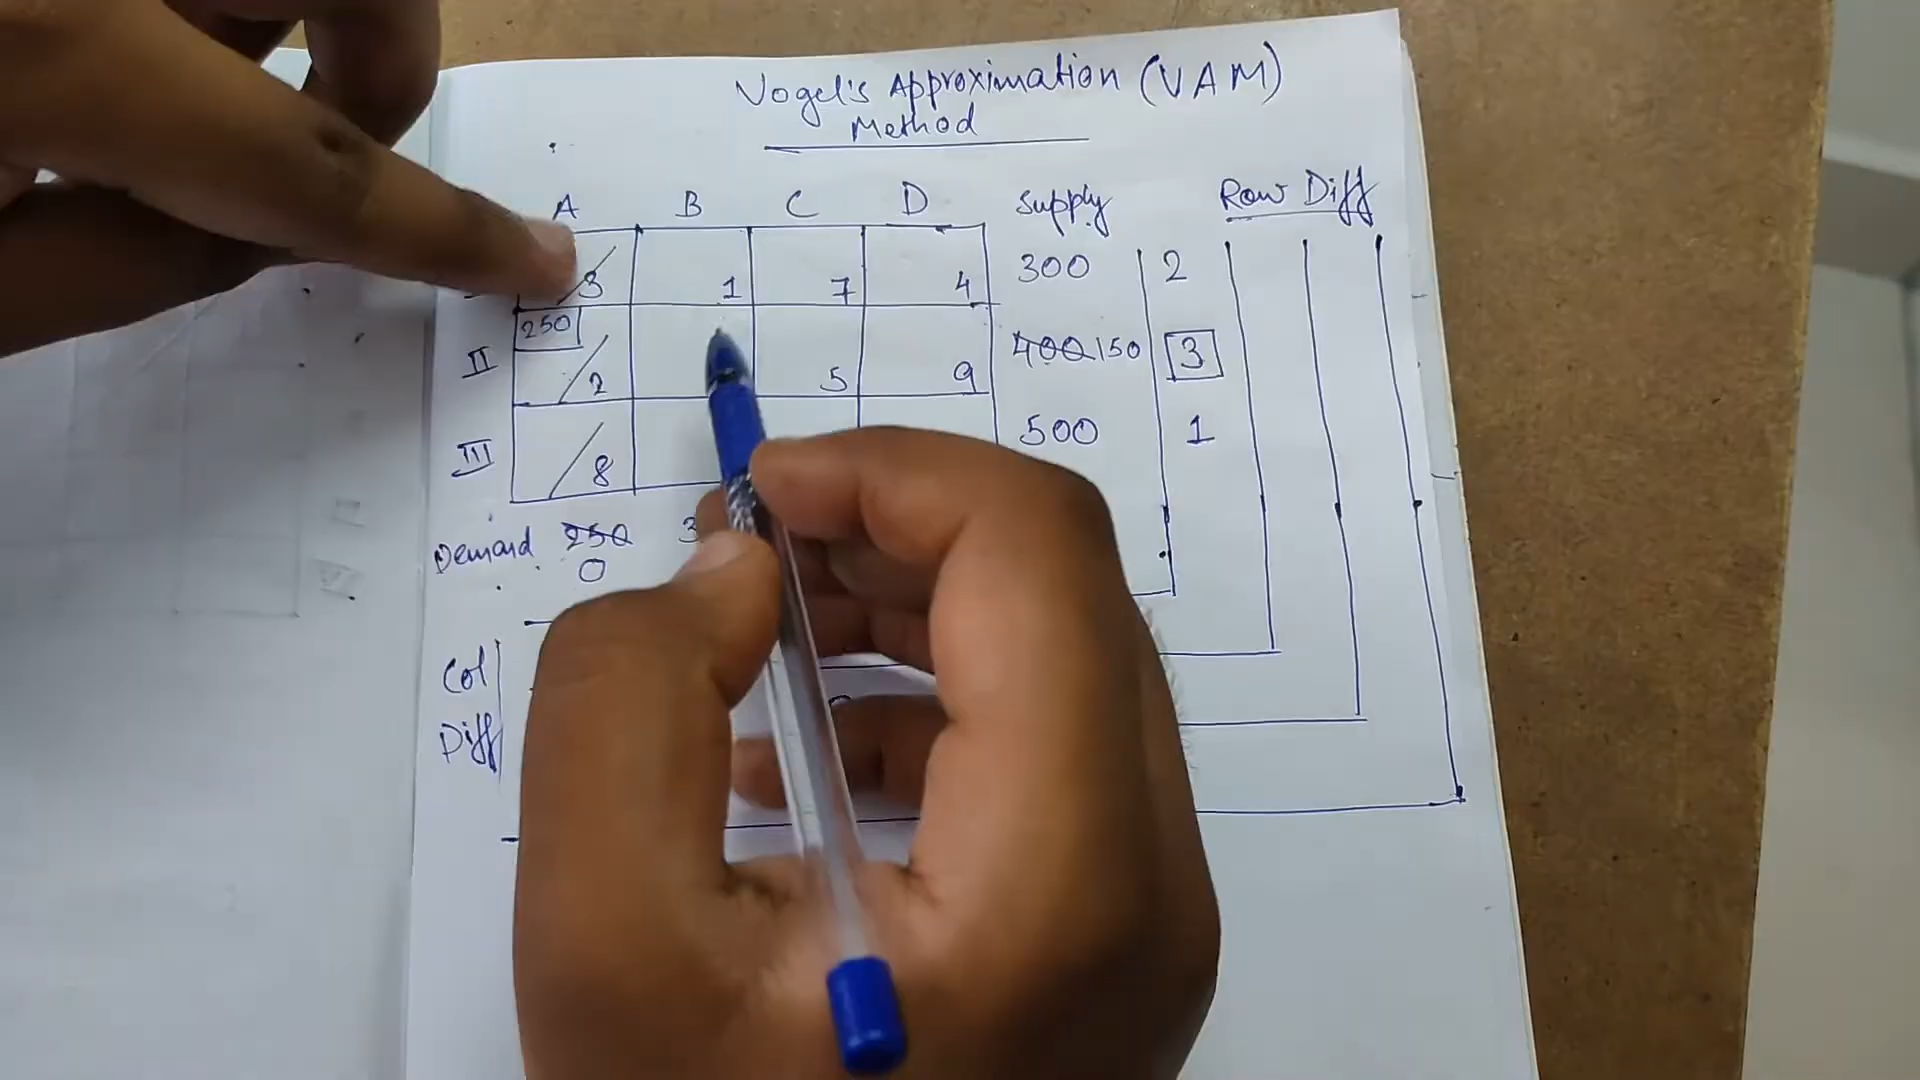 Vogel's Approximation (VAM)
Method
A B C D Supply Row Diff
3 1 7 4 300 2
250
II 2 5 9 400 150 3
III 8 500 1
Demand 250 3
0
Col
Diff